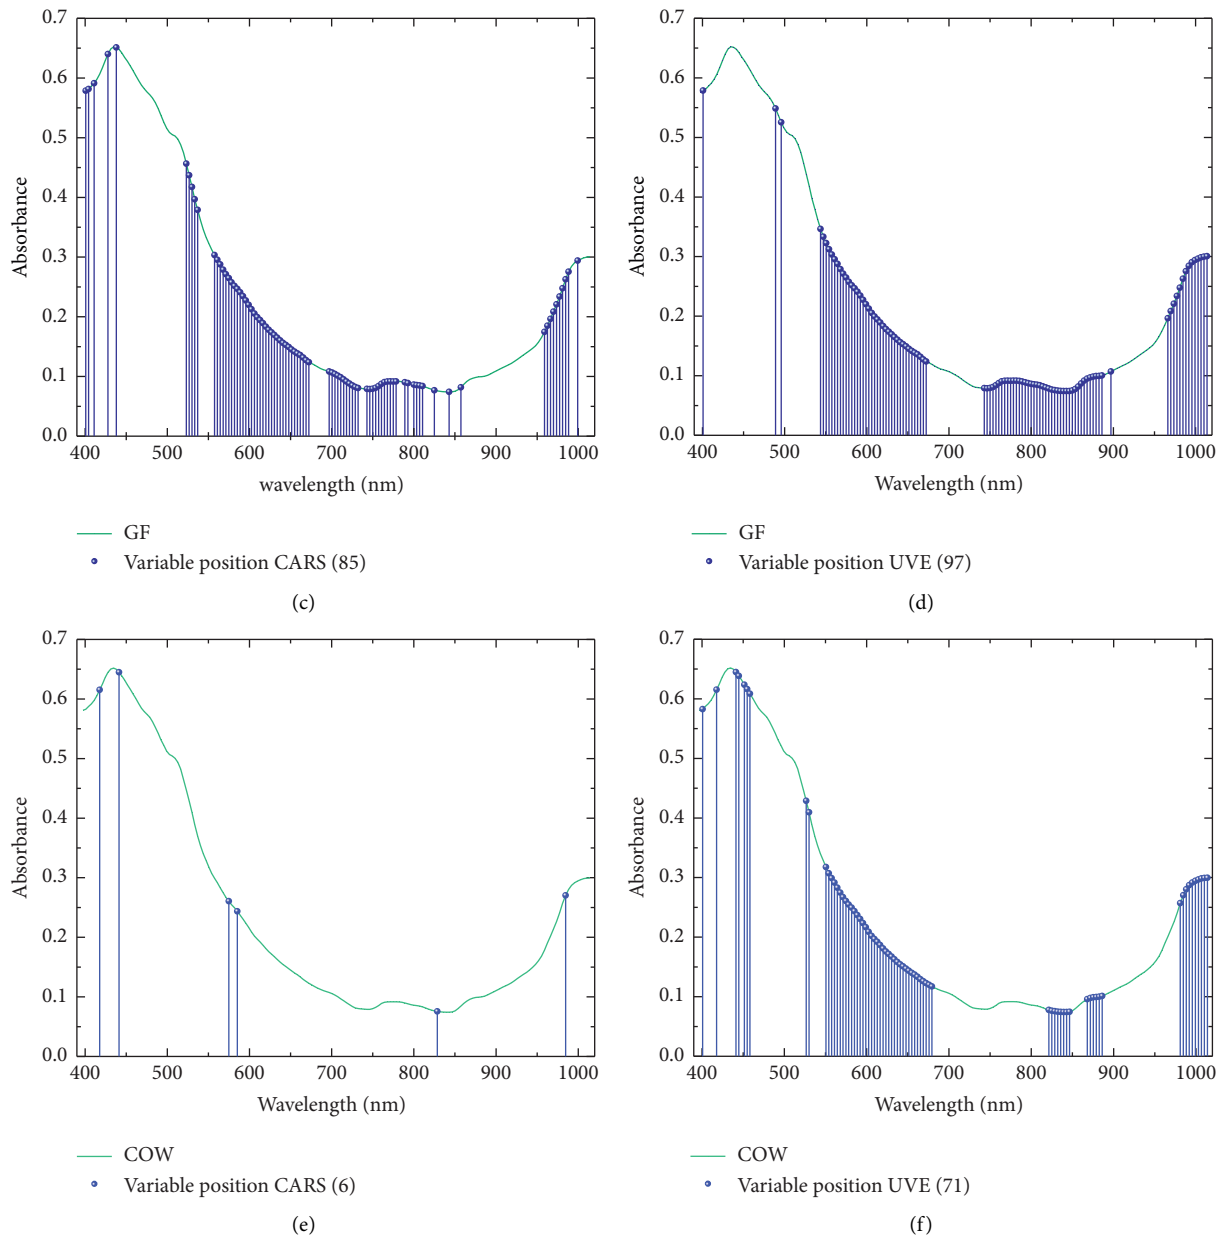 0.7
0.6
0.5
0.4
0.3
0.2
0.1
0.0
Absorbance
400 500 600 700 800 900 1000
wavelength (nm)
GF
Variable position CARS (85)
(c)
0.7
0.6
0.5
0.4
0.3
0.2
0.1
0.0
Absorbance
400 500 600 700 800 900 1000
Wavelength (nm)
GF
Variable position UVE (97)
(d)
0.7
0.6
0.5
0.4
0.3
0.2
0.1
0.0
Absorbance
400 500 600 700 800 900 1000
Wavelength (nm)
COW
Variable position CARS (6)
(e)
0.7
0.6
0.5
0.4
0.3
0.2
0.1
0.0
Absorbance
400 500 600 700 800 900 1000
Wavelength (nm)
COW
Variable position UVE (71)
(f)